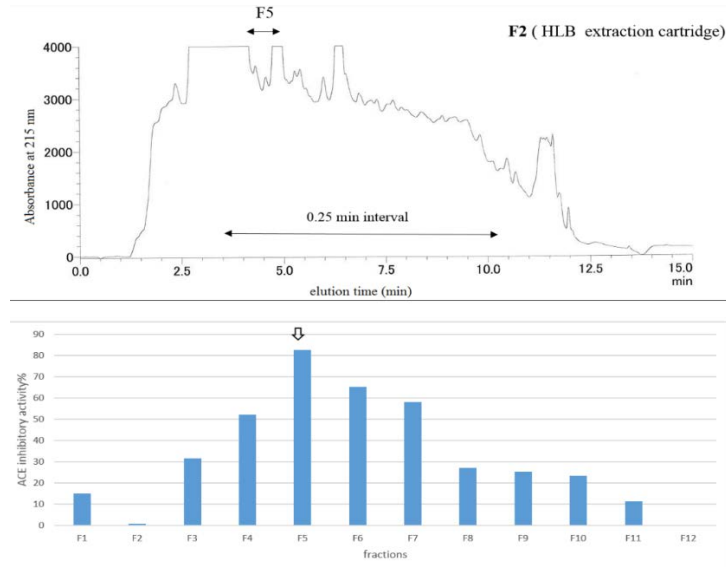 F5
F2 ( HLB extraction cartridge)
4000
3000
2000
1000
0
Absorbance at 215 nm
0.25 min interval
0.0 2.5 5.0 7.5 10.0 12.5 15.0
min
elution time (min)
90
80
70
60
50
40
30
20
10
0
ACE inhibitory activity%
F1 F2 F3 F4 F5 F6 F7 F8 F9 F10 F11 F12
fractions